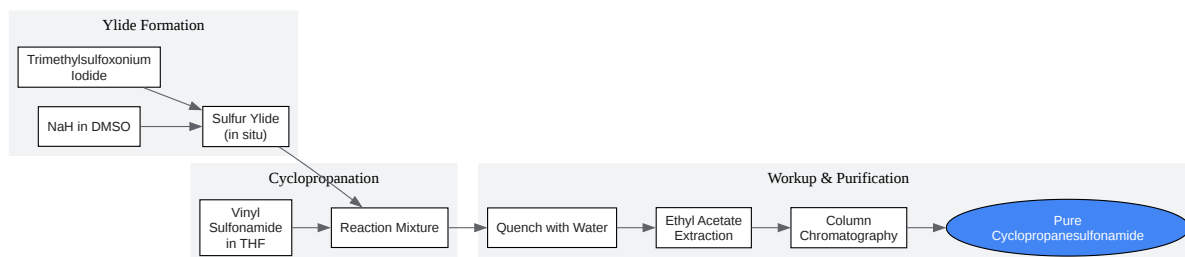 Ylide Formation
Trimethylsulfoxonium
Iodide
NaH in DMSO
Sulfur Ylide
(in situ)
Cyclopropanation
Vinyl
Sulfonamide
in THF
Reaction Mixture
Workup & Purification
Quench with Water
Ethyl Acetate
Extraction
Column
Chromatography
Pure
Cyclopropanesulfonamide